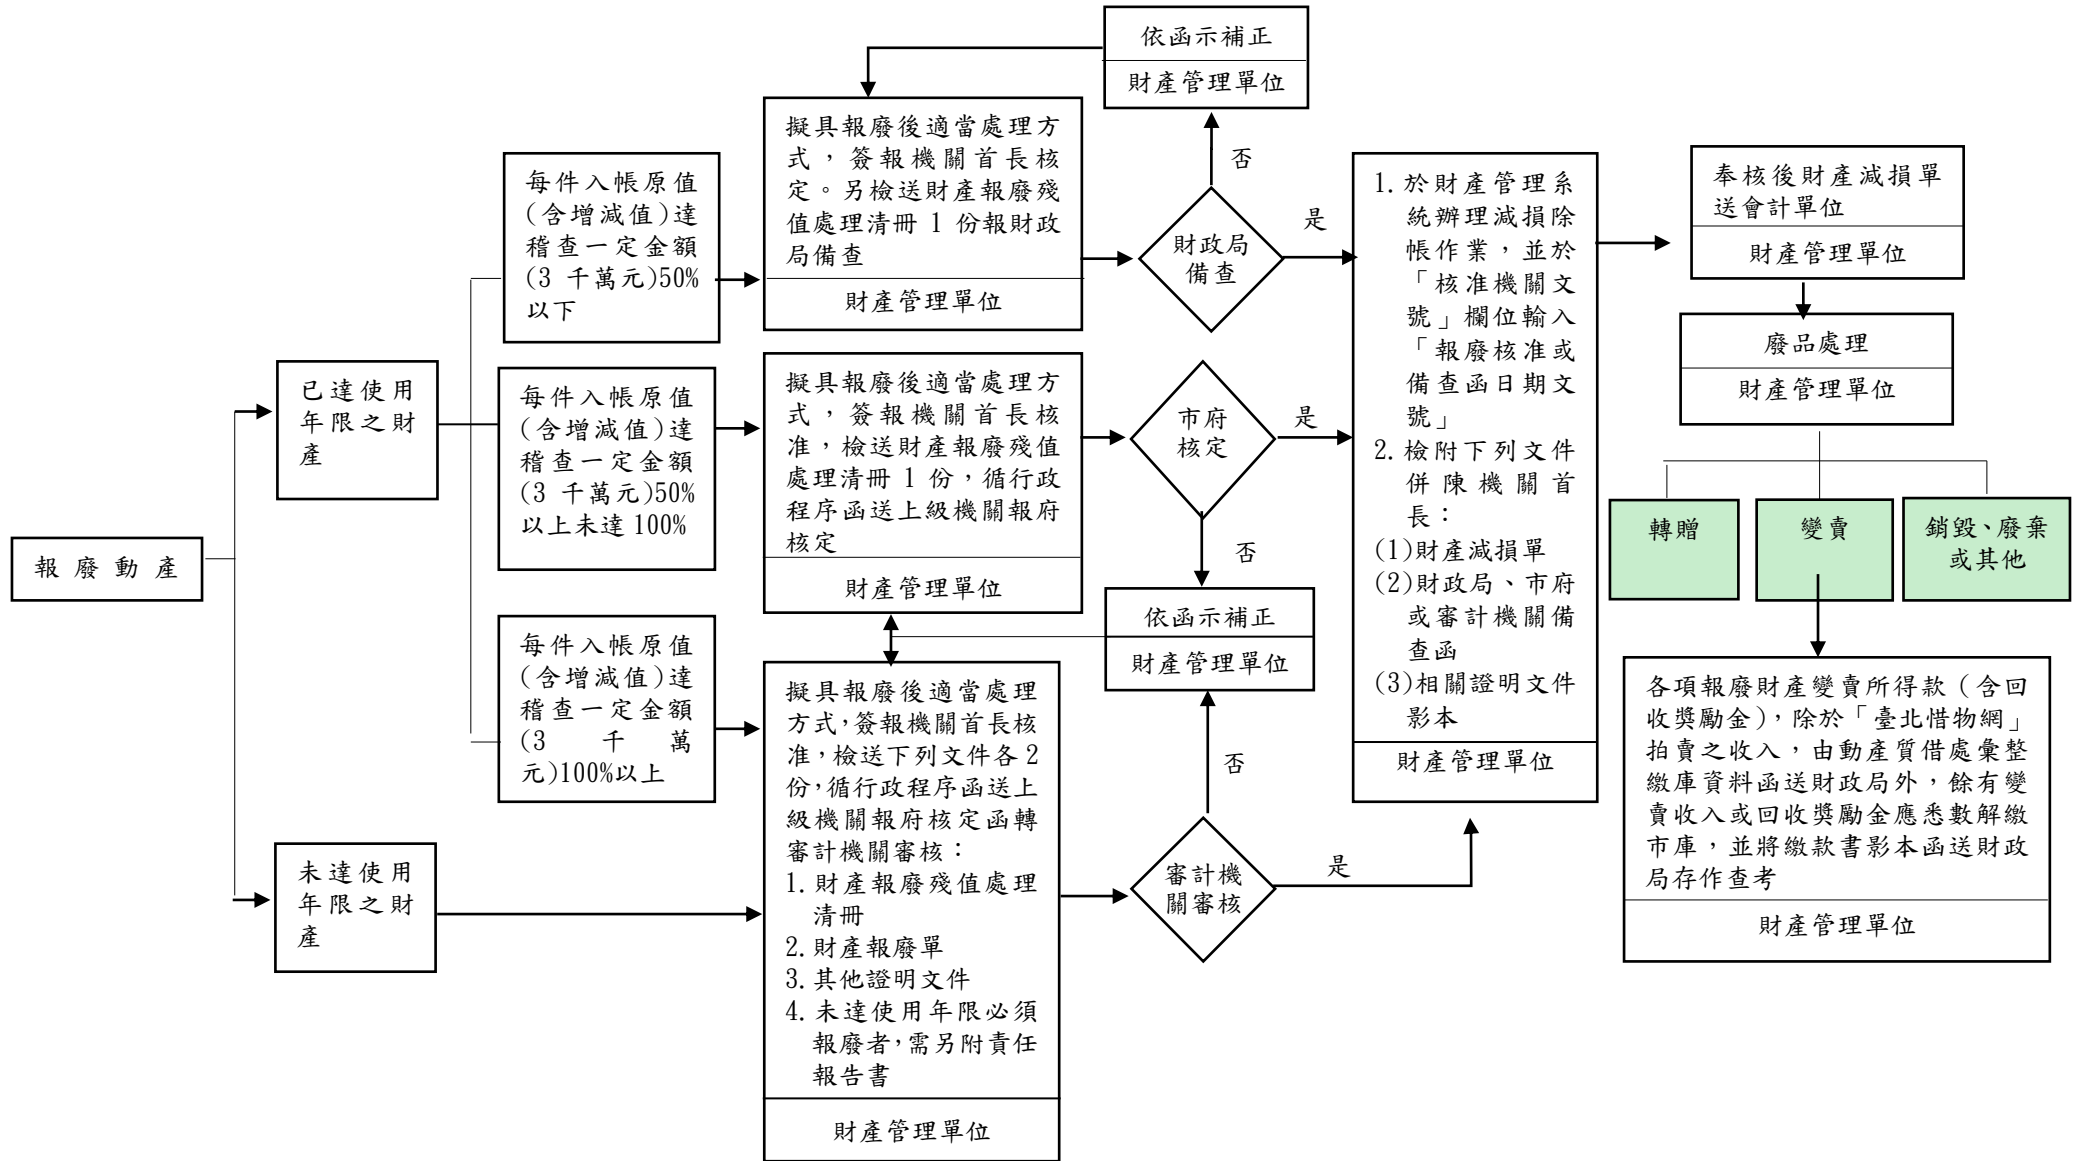 報廢動產
已達使用
年限之財
產
未達使用
年限之財
產
每件入帳原值
(含增減值)達
稽查一定金額
(3 千萬元)50%
以下
每件入帳原值
(含增減值)達
稽查一定金額
(3 千萬元)50%
以上未達 100%
每件入帳原值
(含增減值)達
稽查一定金額
(3 千 萬
元)100%以上
擬具報廢後適當處理方
式，簽報機關首長核
定。另檢送財產報廢殘
值處理清冊 1 份報財政
局備查
財產管理單位
擬具報廢後適當處理方
式，簽報機關首長核
准，檢送財產報廢殘值
處理清冊 1 份，循行政
程序函送上級機關報府
核定
財產管理單位
擬具報廢後適當處理
方式，簽報機關首長核
准，檢送下列文件各 2
份，循行政程序函送上
級機關報府核定函轉
審計機關審核：
1. 財產報廢殘值處理
清冊
2. 財產報廢單
3. 其他證明文件
4. 未達使用年限必須
報廢者，需另附責任
報告書
財產管理單位
依函示補正
財產管理單位
否
財政局
備查
是
市府
核定
是
否
依函示補正
財產管理單位
否
審計機
關審核
是
1. 於財產管理系
統辦理減損除
帳作業，並於
「核准機關文
號」欄位輸入
「報廢核准或
備查函日期文
號」
2. 檢附下列文件
併陳機關首
長：
(1)財產減損單
(2)財政局、市府
或審計機關備
查函
(3)相關證明文件
影本
財產管理單位
奉核後財產減損單
送會計單位
財產管理單位
廢品處理
財產管理單位
轉贈
變賣
銷毀、廢棄
或其他
各項報廢財產變賣所得款（含回
收獎勵金），除於「臺北惜物網」
拍賣之收入，由動產質借處彙整
繳庫資料函送財政局外，餘有變
賣收入或回收獎勵金應悉數解繳
市庫，並將繳款書影本函送財政
局存作查考
財產管理單位